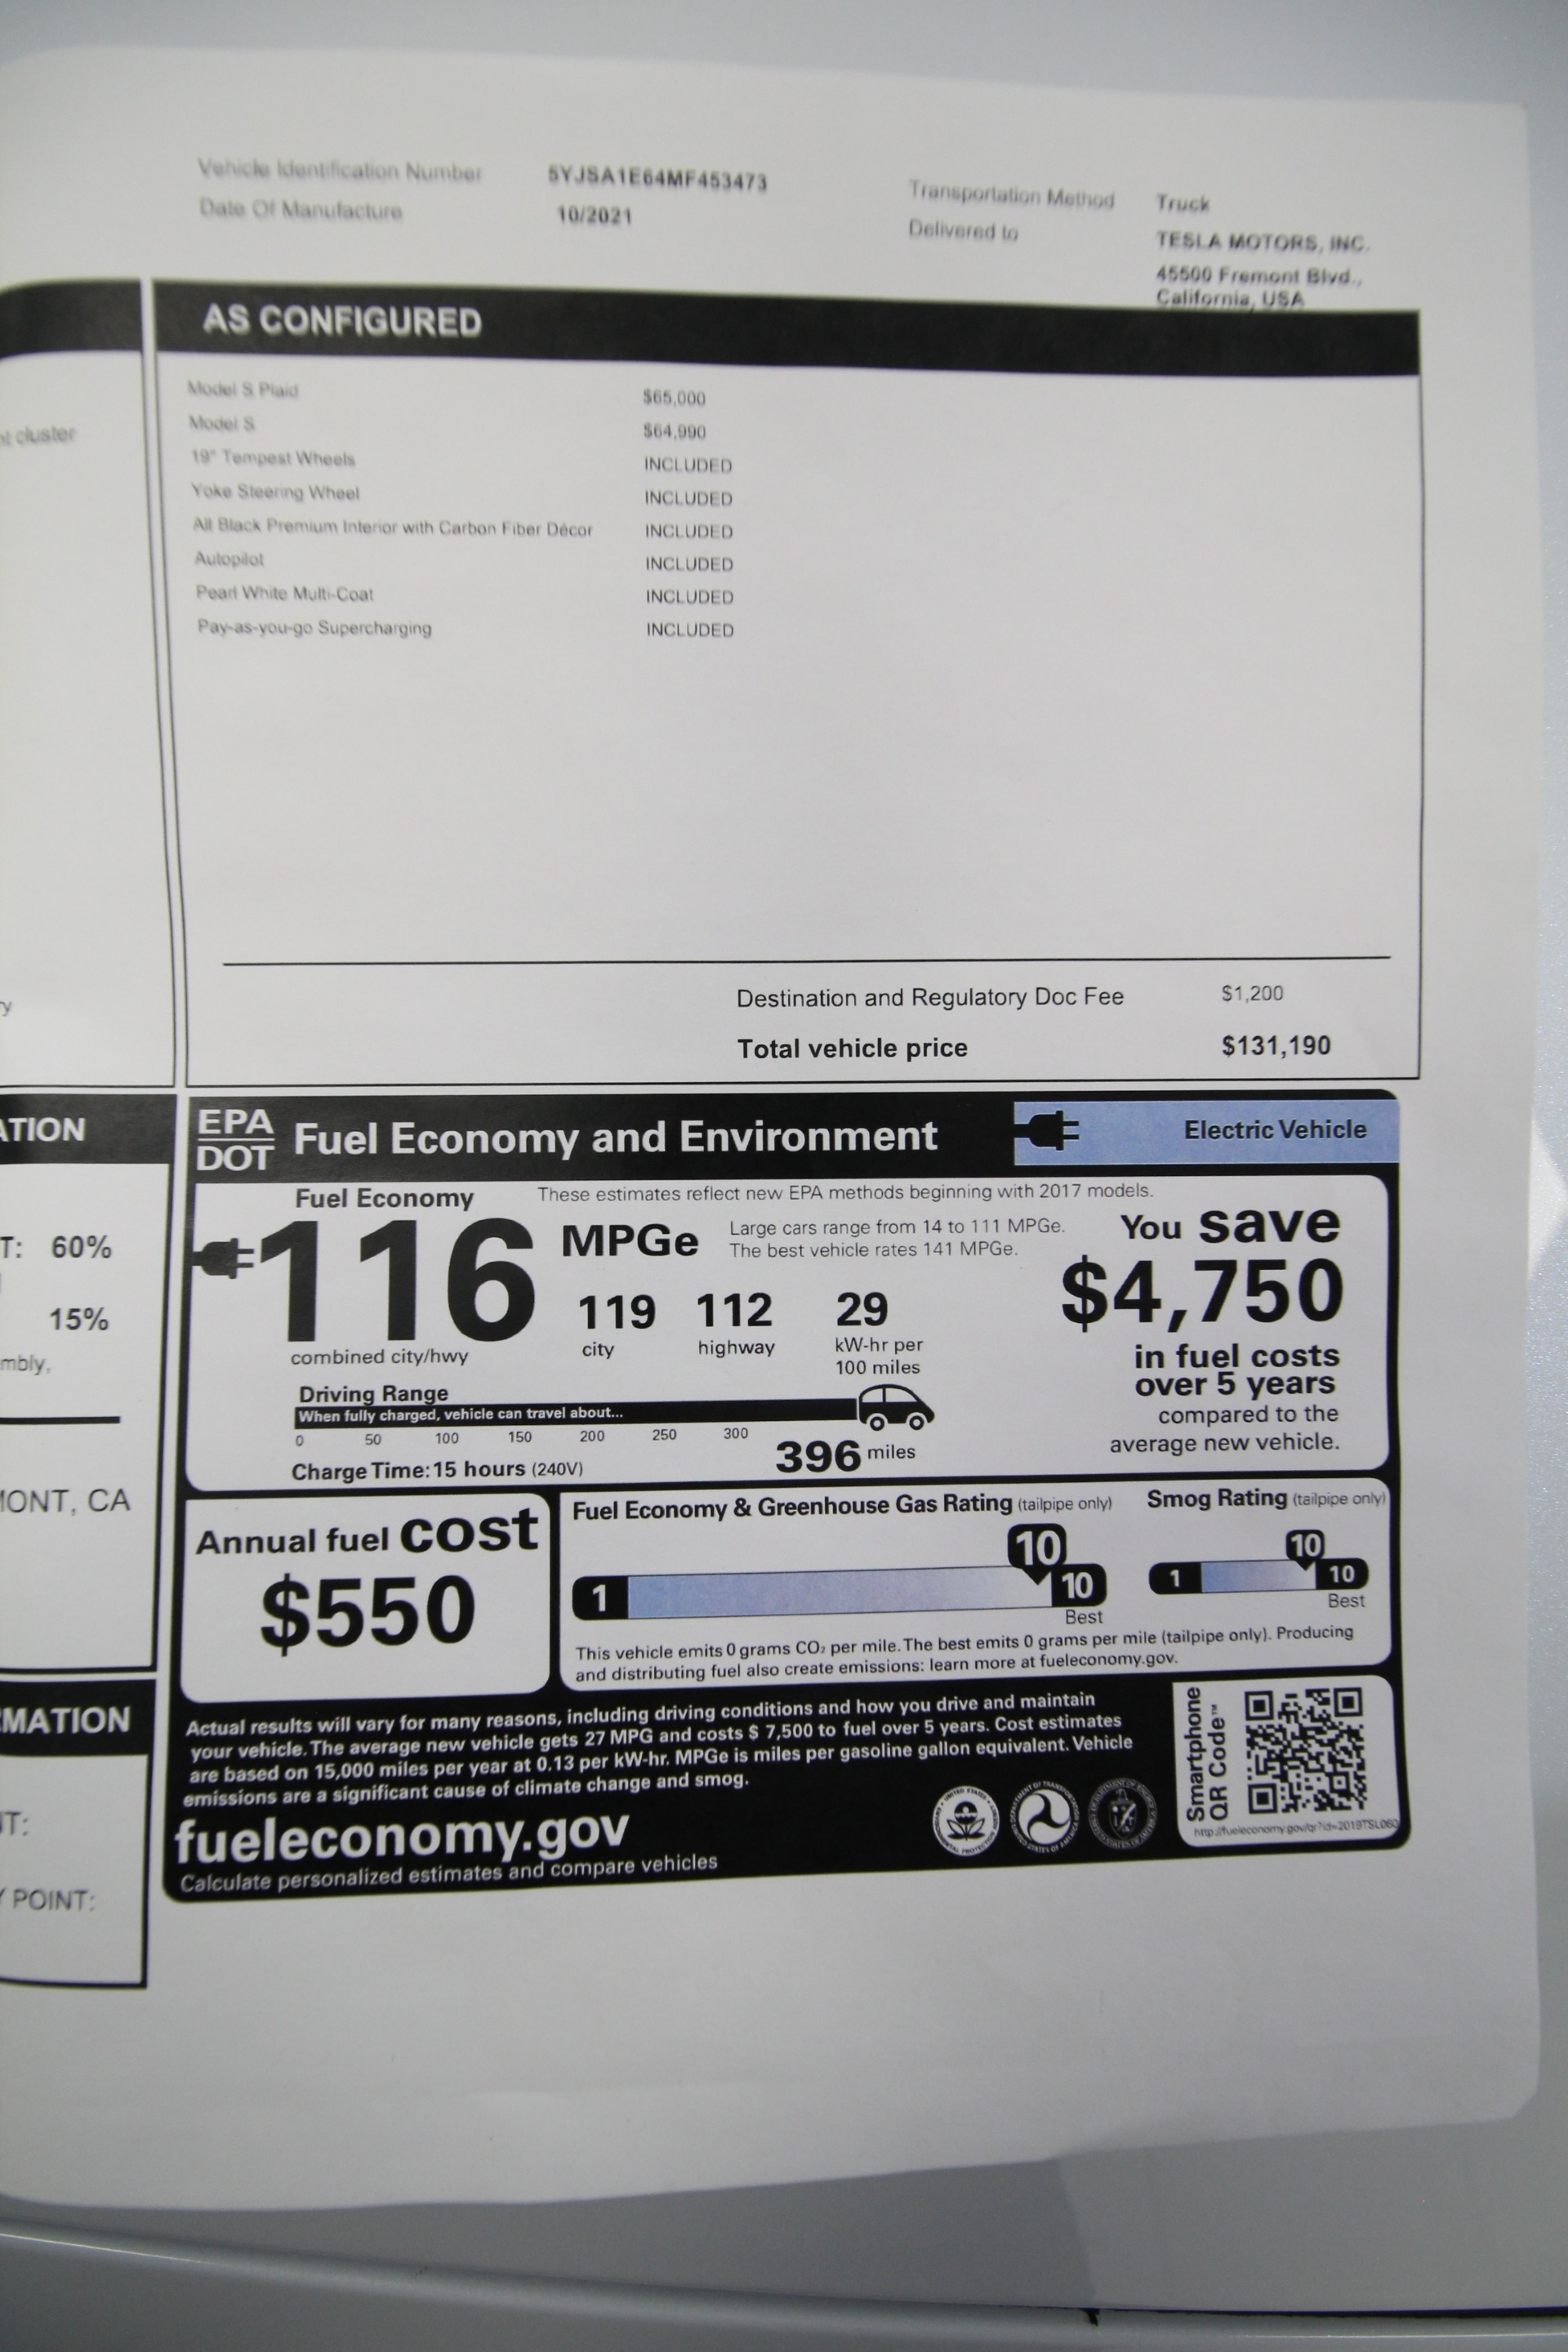 Vehicle Identification Number 5YJSA1E64MF453473
Date Of Manufacture 10/2021
Transportation Method Truck
Delivered to TESLA MOTORS, INC.
45500 Fremont Blvd.,
California, USA
AS CONFIGURED
Model S Plaid $65,000
Model S $64,990
19" Tempest Wheels INCLUDED
Yoke Steering Wheel INCLUDED
All Black Premium Interior with Carbon Fiber Décor INCLUDED
Autopilot INCLUDED
Pearl White Multi-Coat INCLUDED
Pay-as-you-go Supercharging INCLUDED
Destination and Regulatory Doc Fee $1,200
Total vehicle price $131,190
cluster
ATION
T: 60%
15%
mbly,
MONT, CA
MATION
T:
POINT:
EPA
DOT
Fuel Economy and Environment
Electric Vehicle
Fuel Economy
These estimates reflect new EPA methods beginning with 2017 models.
116 MPGe
combined city/hwy
Large cars range from 14 to 111 MPGe.
The best vehicle rates 141 MPGe.
119 112 29
city highway kW-hr per
100 miles
You save
$4,750
in fuel costs
over 5 years
compared to the
average new vehicle.
Driving Range
When fully charged, vehicle can travel about...
0 50 100 150 200 250 300
396 miles
Charge Time: 15 hours (240V)
Annual fuel cost
$550
Fuel Economy & Greenhouse Gas Rating (tailpipe only)
10
1 10
Best
Smog Rating (tailpipe only)
10
1 10
Best
This vehicle emits 0 grams CO₂ per mile. The best emits 0 grams per mile (tailpipe only). Producing
and distributing fuel also create emissions: learn more at fueleconomy.gov.
Actual results will vary for many reasons, including driving conditions and how you drive and maintain
your vehicle. The average new vehicle gets 27 MPG and costs $ 7,500 to fuel over 5 years. Cost estimates
are based on 15,000 miles per year at 0.13 per kW-hr. MPGe is miles per gasoline gallon equivalent. Vehicle
emissions are a significant cause of climate change and smog.
fueleconomy.gov
Calculate personalized estimates and compare vehicles
Smartphone
QR Code™
http://fueleconomy.gov/qr?id=2019TSL060